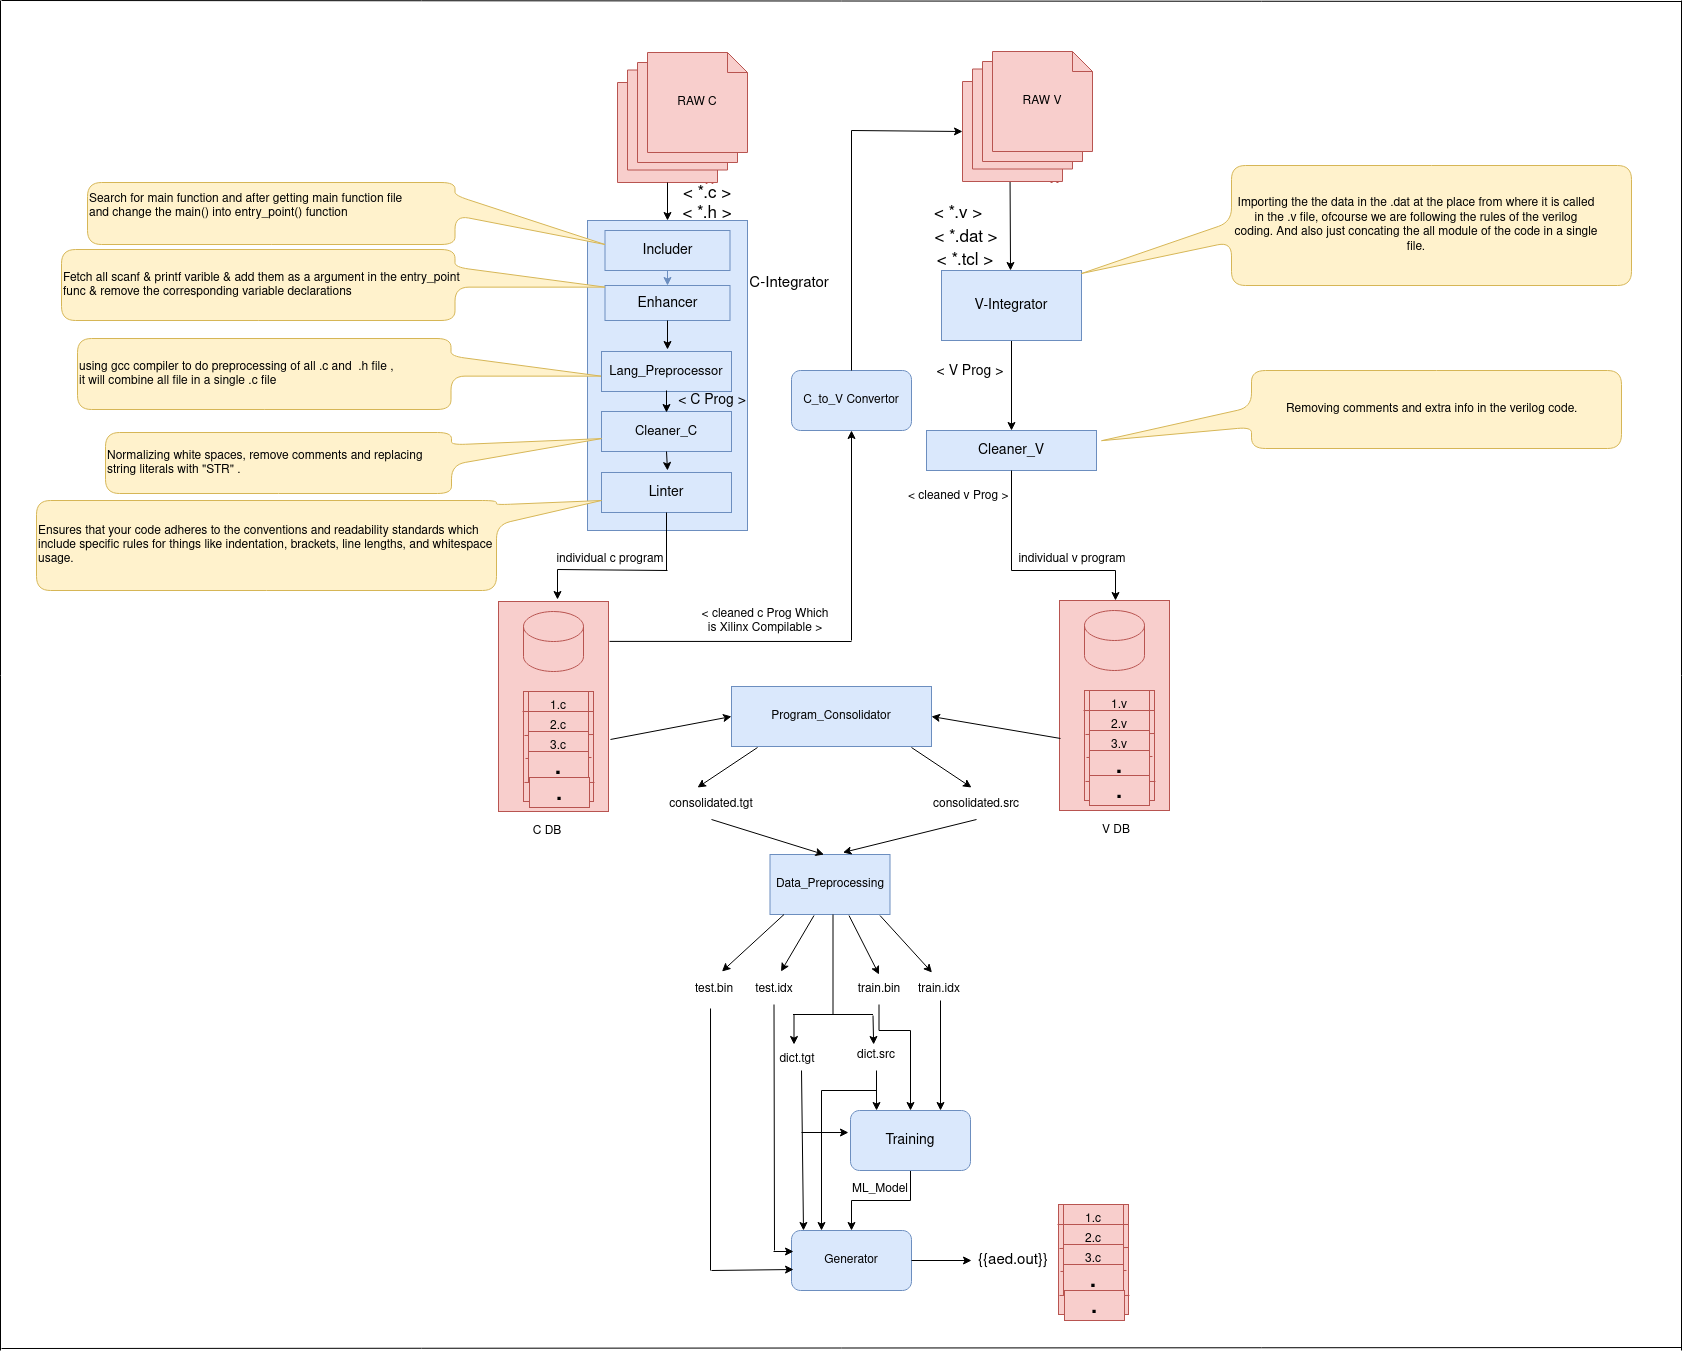 RAW C
RAW V
< *.c >
< *.h >
Search for main function and after getting main function file
and change the main() into entry_point() function
Includer
Fetch all scanf & printf varible & add them as a argument in the entry_point
func & remove the corresponding variable declarations
Enhancer
C-Integrator
using gcc compiler to do preprocessing of all .c and .h file ,
it will combine all file in a single .c file
Lang_Preprocessor
< C Prog >
Normalizing white spaces, remove comments and replacing
string literals with "STR" .
Cleaner_C
Ensures that your code adheres to the conventions and readability standards which
include specific rules for things like indentation, brackets, line lengths, and whitespace
usage.
Linter
individual c program
C_to_V Convertor
< cleaned c Prog Which
is Xilinx Compilable >
< *.v >
< *.dat >
< *.tcl >
Importing the the data in the .dat at the place from where it is called
in the .v file, ofcourse we are following the rules of the verilog
coding. And also just concating the all module of the code in a single
file.
V-Integrator
< V Prog >
Removing comments and extra info in the verilog code.
Cleaner_V
< cleaned v Prog >
individual v program
1.c
2.c
3.c
.
.
C DB
Program_Consolidator
1.v
2.v
3.v
.
.
V DB
consolidated.tgt
consolidated.src
Data_Preprocessing
test.bin
test.idx
train.bin
train.idx
dict.tgt
dict.src
Training
ML_Model
Generator
{{aed.out}}
1.c
2.c
3.c
.
.